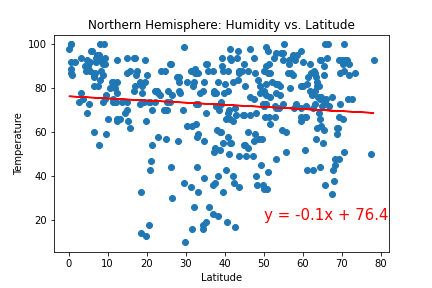 Northern Hemisphere: Humidity vs. Latitude
100
80
60
40
20
Temperature
y = -0.1x + 76.4
0 10 20 30 40 50 60 70 80
Latitude